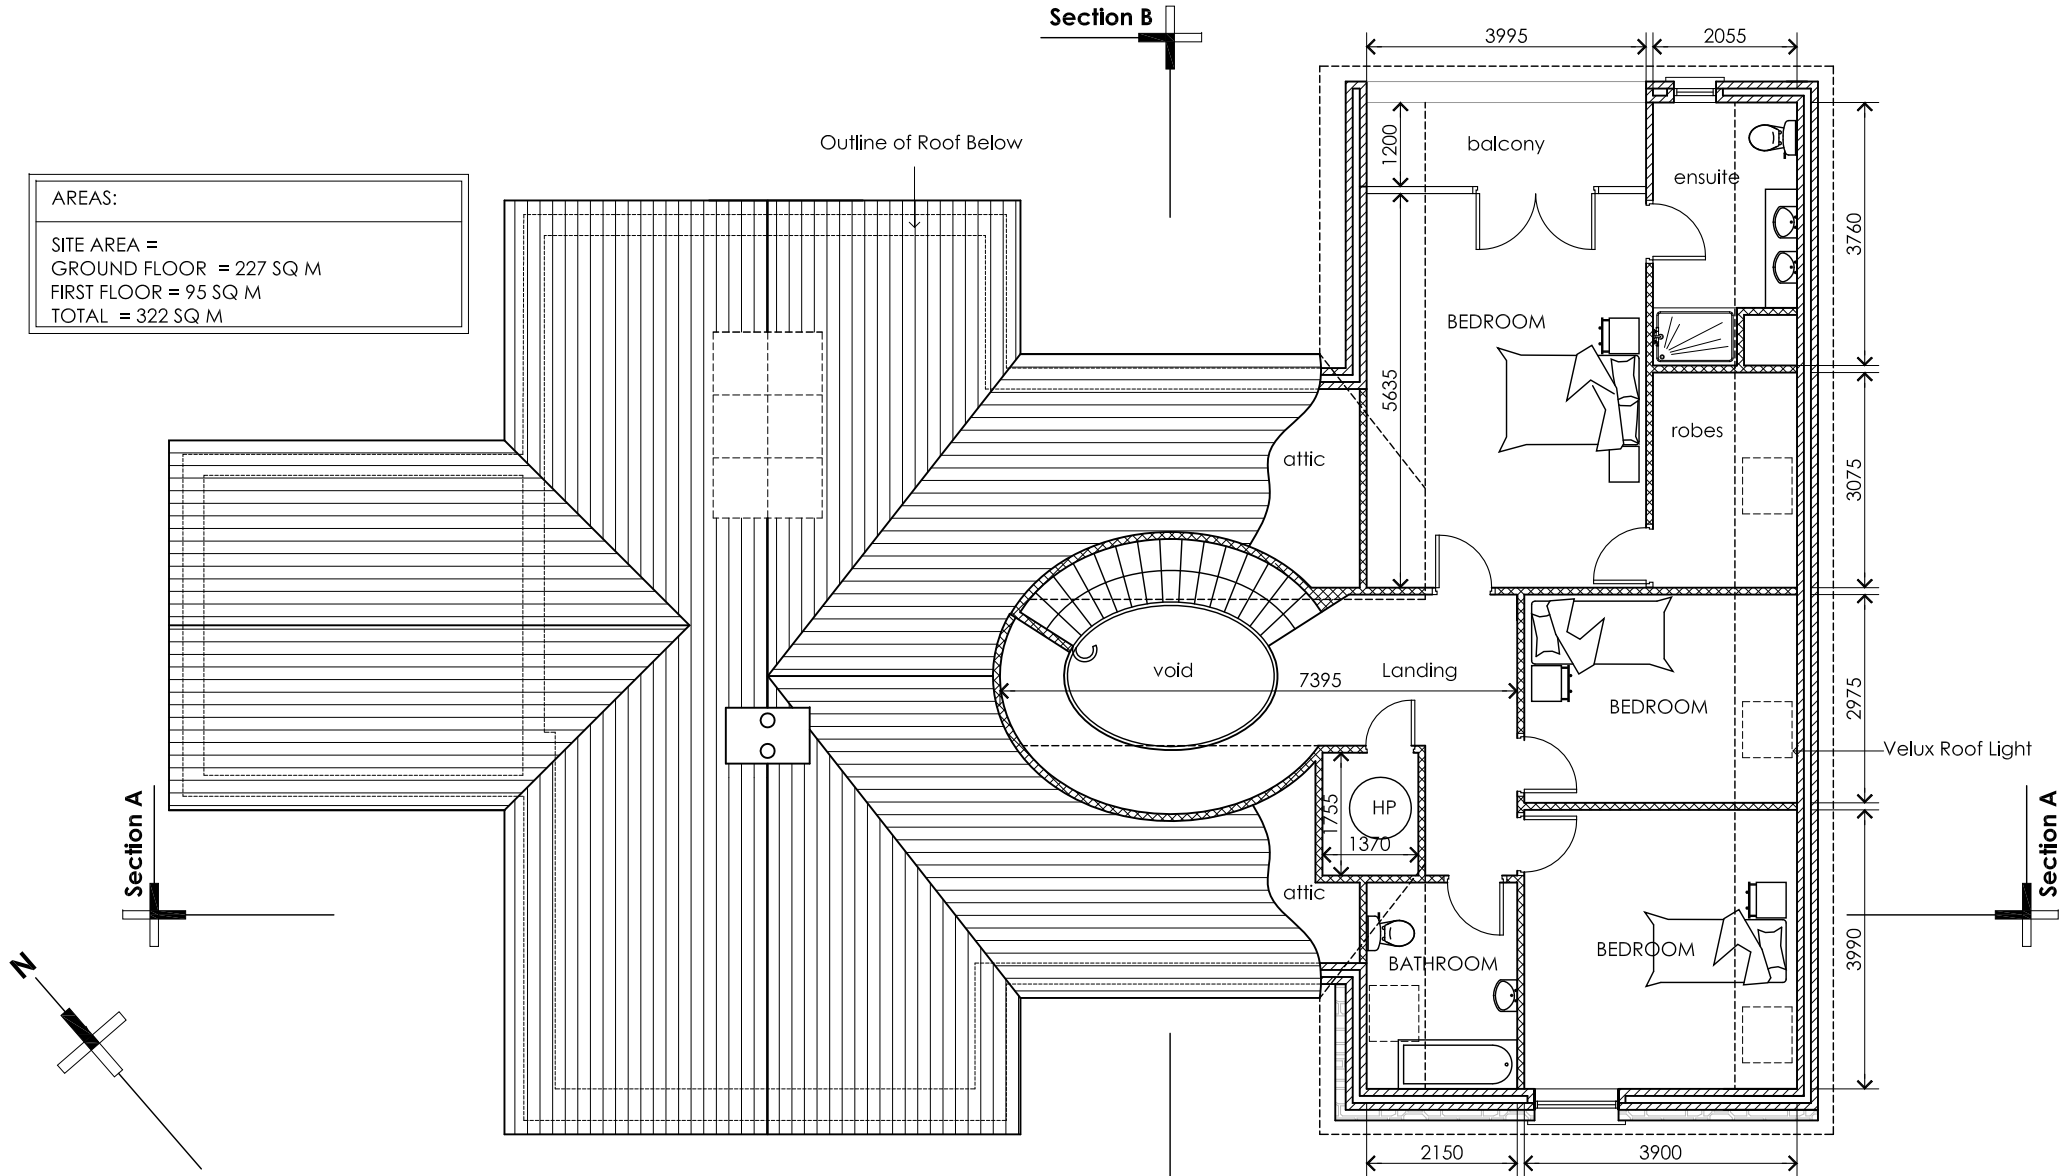 Section B
3995
2055
Outline of Roof Below
1200
balcony
ensuite
3760
AREAS:
SITE AREA =
GROUND FLOOR = 227 SQ M
FIRST FLOOR = 95 SQ M
TOTAL = 322 SQ M
BEDROOM
5635
robes
attic
3075
void
Landing
7395
BEDROOM
2975
Velux Roof Light
Section A
1755
HP
1370
Section A
attic
BATHROOM
BEDROOM
3990
N
2150
3900